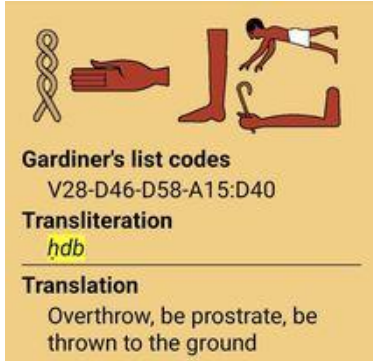 𓎛𓂧𓃀𓀒𓂡
Gardiner's list codes
V28-D46-D58-A15:D40
Transliteration
ḥdb
Translation
Overthrow, be prostrate, be
thrown to the ground